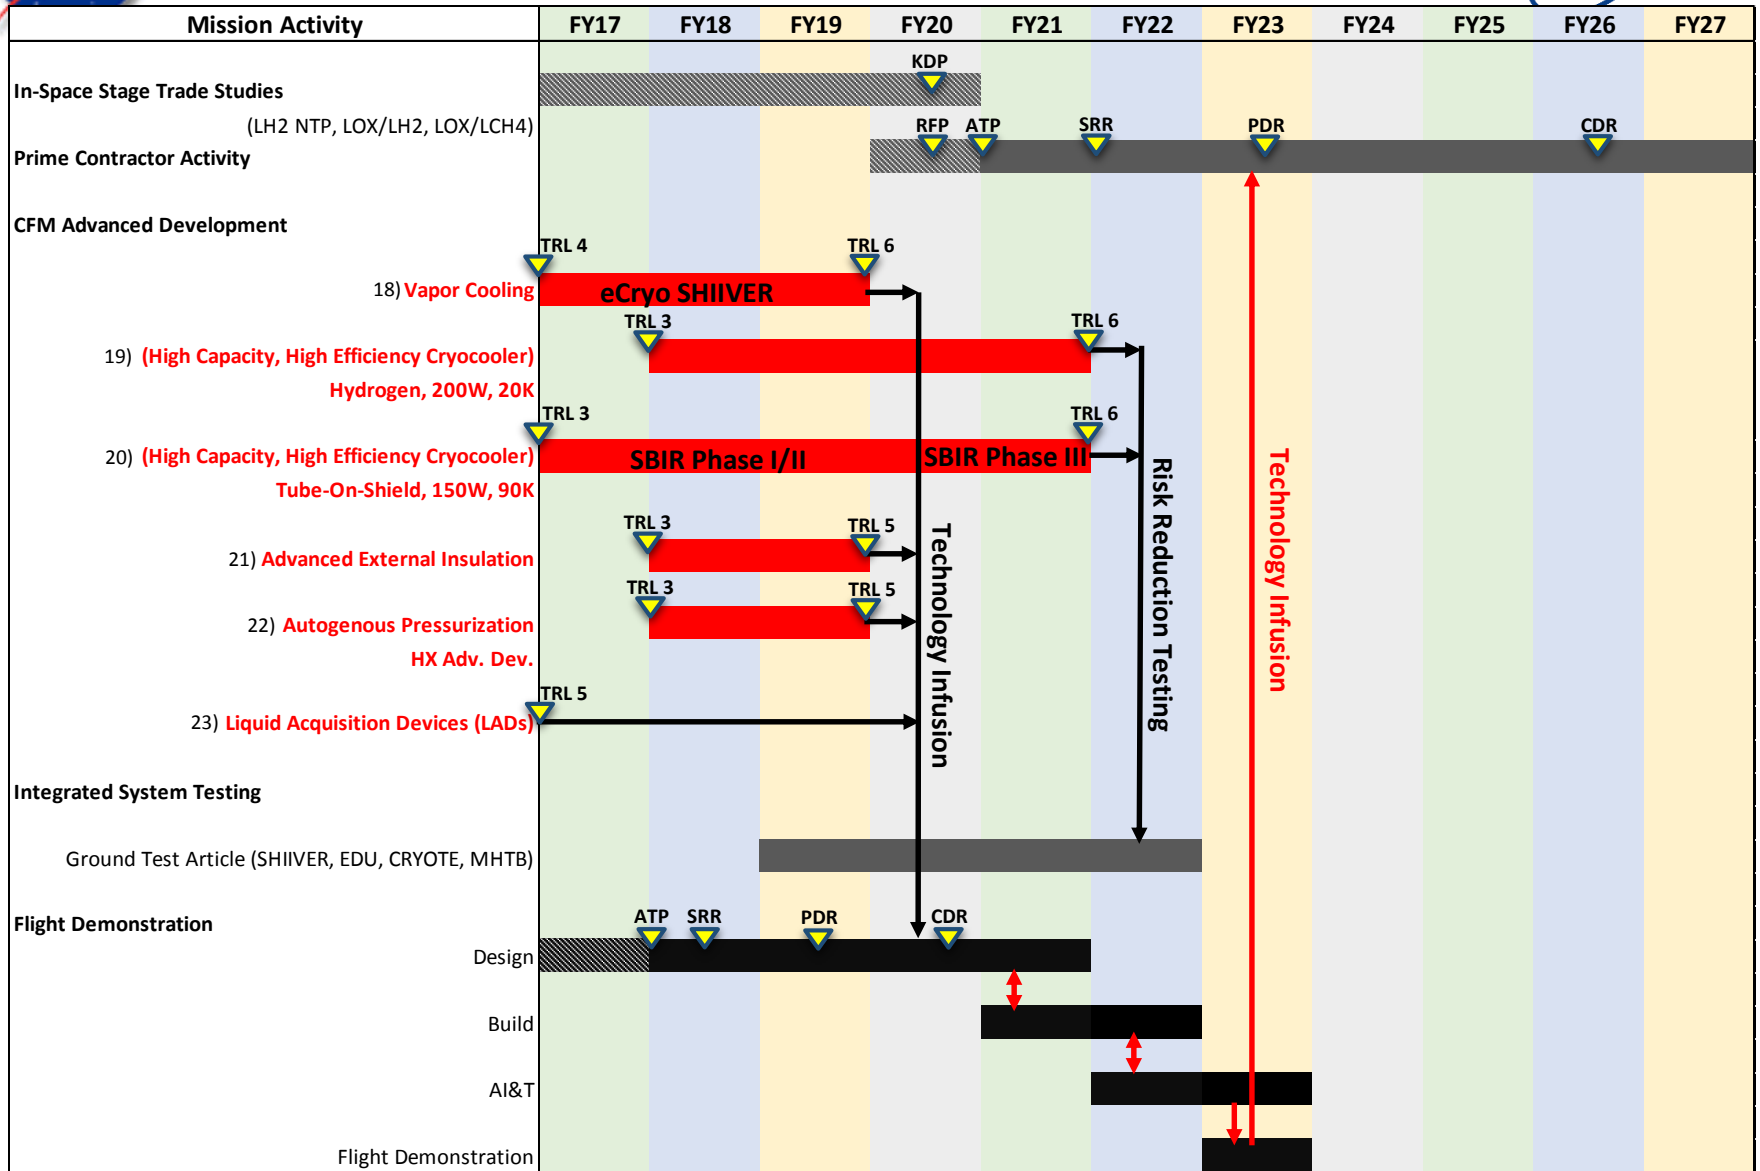 Mission Activity FY17 FY18 FY19 FY20 FY21 FY22 FY23 FY24 FY25 FY26 FY27
KDP
In-Space Stage Trade Studies
(LH2 NTP, LOX/LH2, LOX/LCH4)
RFP ATP SRR PDR CDR
Prime Contractor Activity
CFM Advanced Development
TRL 4 TRL 6
18) Vapor Cooling eCryo SHIIVER
TRL 3 TRL 6
19) (High Capacity, High Efficiency Cryocooler)
Hydrogen, 200W, 20K
TRL 3 TRL 6
20) (High Capacity, High Efficiency Cryocooler) SBIR Phase I/II SBIR Phase III
Tube-On-Shield, 150W, 90K
TRL 3 TRL 5
21) Advanced External Insulation
TRL 3 TRL 5
22) Autogenous Pressurization
HX Adv. Dev.
TRL 5
23) Liquid Acquisition Devices (LADs)
Technology Infusion
Risk Reduction Testing
Technology Infusion
Integrated System Testing
Ground Test Article (SHIIVER, EDU, CRYOTE, MHTB)
Flight Demonstration
ATP SRR PDR CDR
Design
Build
AI&T
Flight Demonstration